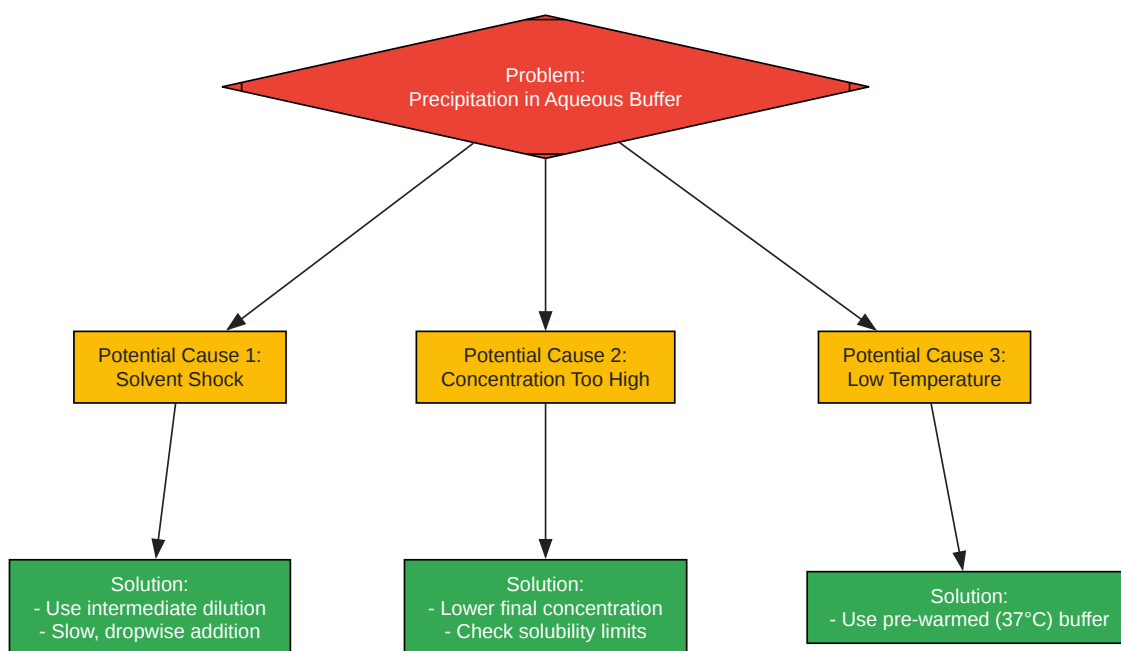 Problem:
Precipitation in Aqueous Buffer
Potential Cause 1:
Solvent Shock
Potential Cause 2:
Concentration Too High
Potential Cause 3:
Low Temperature
Solution:
- Use intermediate dilution
- Slow, dropwise addition
Solution:
- Lower final concentration
- Check solubility limits
Solution:
- Use pre-warmed (37°C) buffer